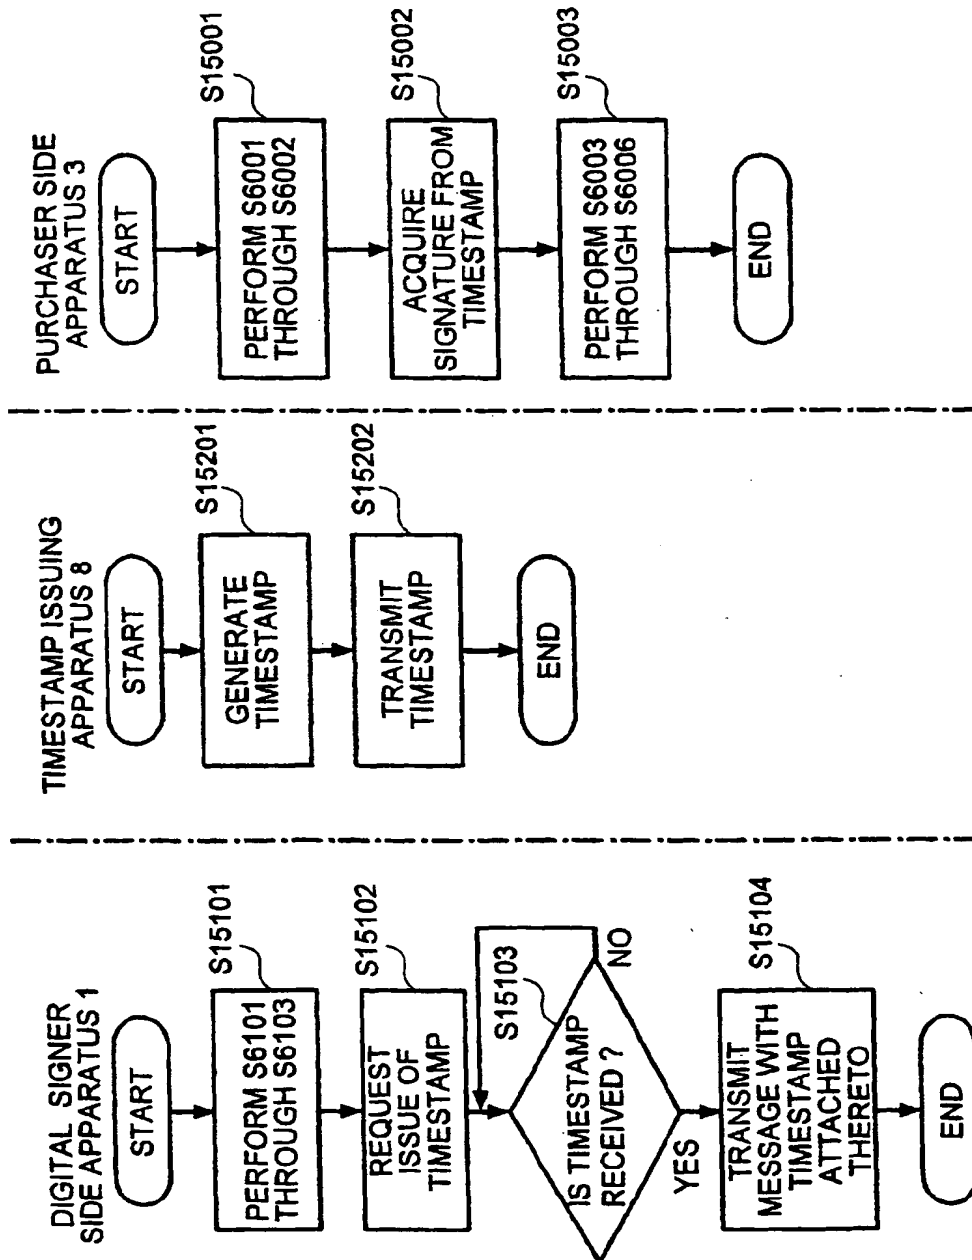 DIGITAL SIGNER
SIDE APPARATUS 1
START
S15101
PERFORM S6101
THROUGH S6103
S15102
REQUEST
ISSUE OF
TIMESTAMP
S15103
IS TIMESTAMP
RECEIVED ?
NO
YES
S15104
TRANSMIT
MESSAGE WITH
TIMESTAMP
ATTACHED
THERETO
END
TIMESTAMP ISSUING
APPARATUS 8
START
S15201
GENERATE
TIMESTAMP
S15202
TRANSMIT
TIMESTAMP
END
PURCHASER SIDE
APPARATUS 3
START
S15001
PERFORM S6001
THROUGH S6002
S15002
ACQUIRE
SIGNATURE FROM
TIMESTAMP
S15003
PERFORM S6003
THROUGH S6006
END